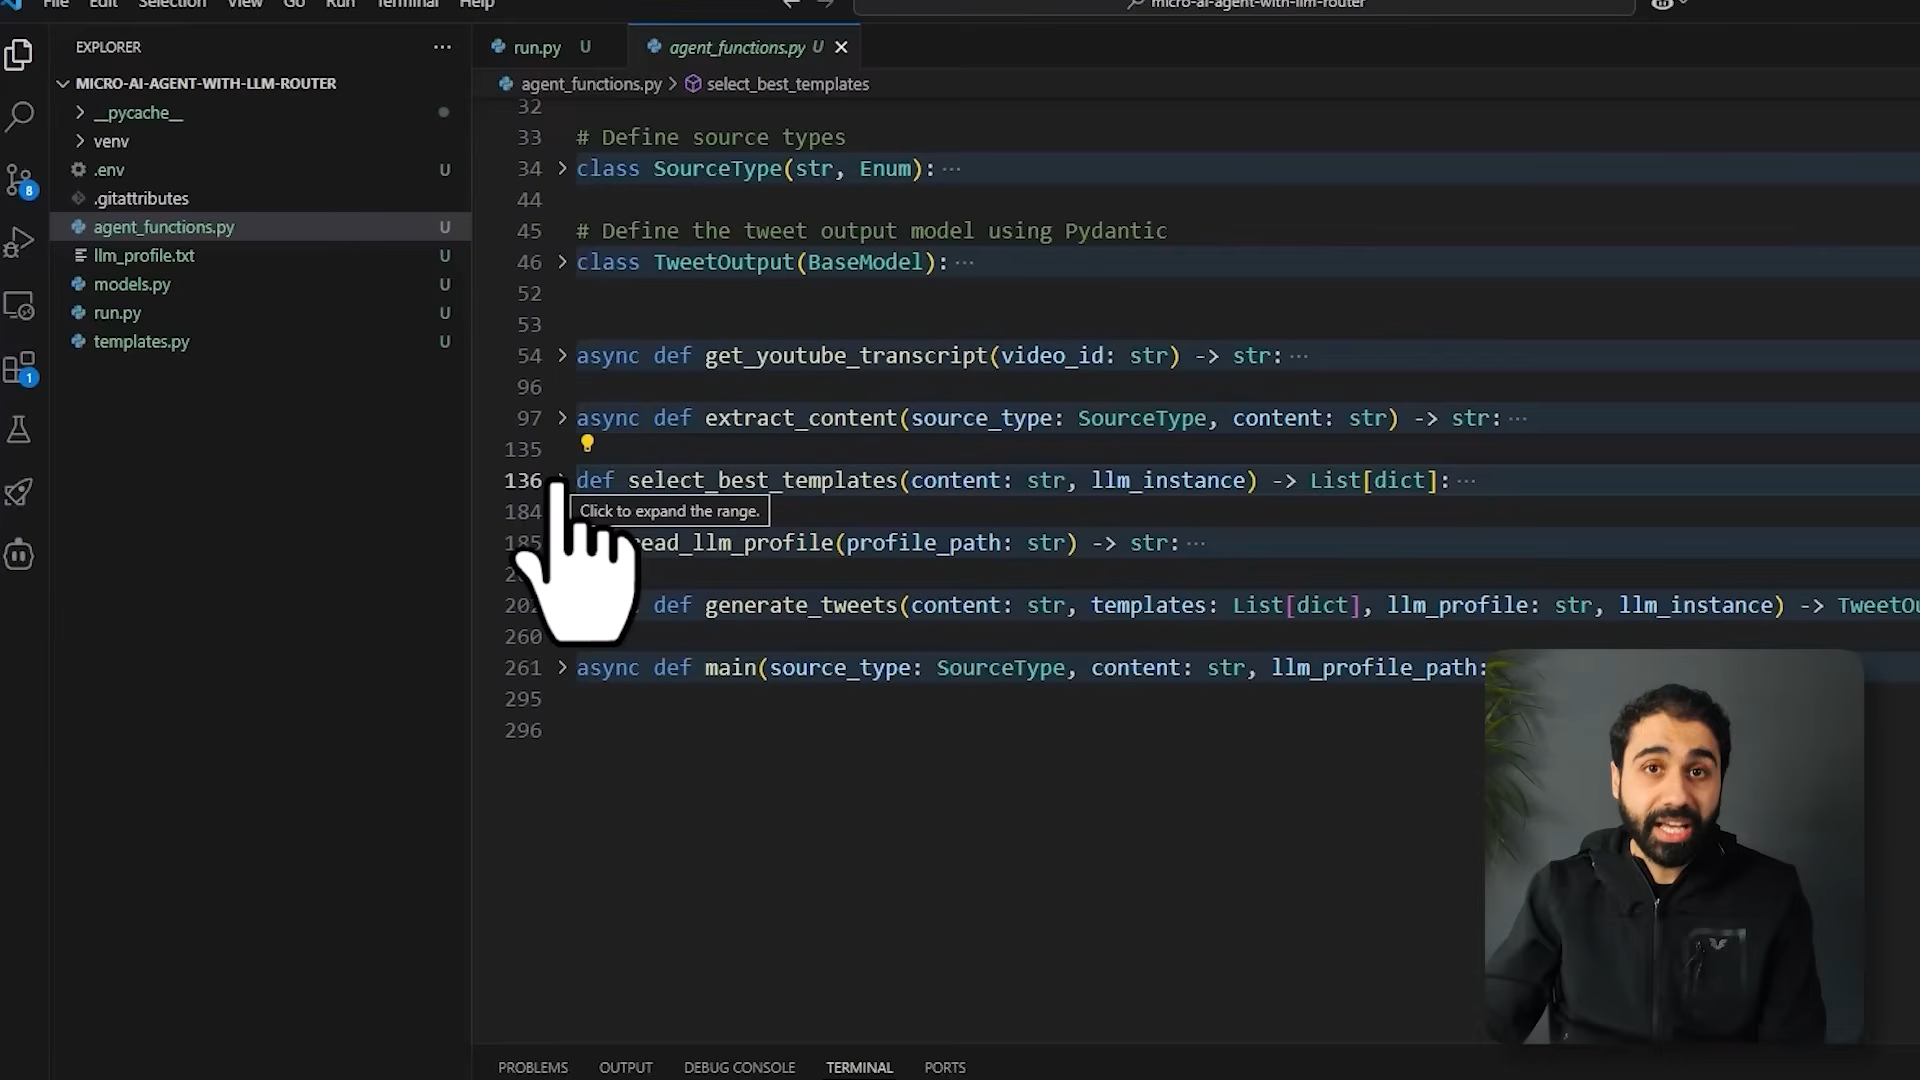 File Edit Selection View Go Run Terminal Help
micro-ai-agent-with-llm-router
EXPLORER
MICRO-AI-AGENT-WITH-LLM-ROUTER
__pycache__
venv
.env U
.gitattributes
agent_functions.py U
llm_profile.txt U
models.py U
run.py U
templates.py U
8
1
run.py U agent_functions.py U
agent_functions.py > select_best_templates
32
33 # Define source types
34 class SourceType(str, Enum):···
44
45 # Define the tweet output model using Pydantic
46 class TweetOutput(BaseModel):···
52
53
54 async def get_youtube_transcript(video_id: str) -> str:···
96
97 async def extract_content(source_type: SourceType, content: str) -> str:···
135
136 def select_best_templates(content: str, llm_instance) -> List[dict]:···
184 Click to expand the range.
185 read_llm_profile(profile_path: str) -> str:···
202 def generate_tweets(content: str, templates: List[dict], llm_profile: str, llm_instance) -> TweetOu
260
261 async def main(source_type: SourceType, content: str, llm_profile_path:
295
296
PROBLEMS OUTPUT DEBUG CONSOLE TERMINAL PORTS